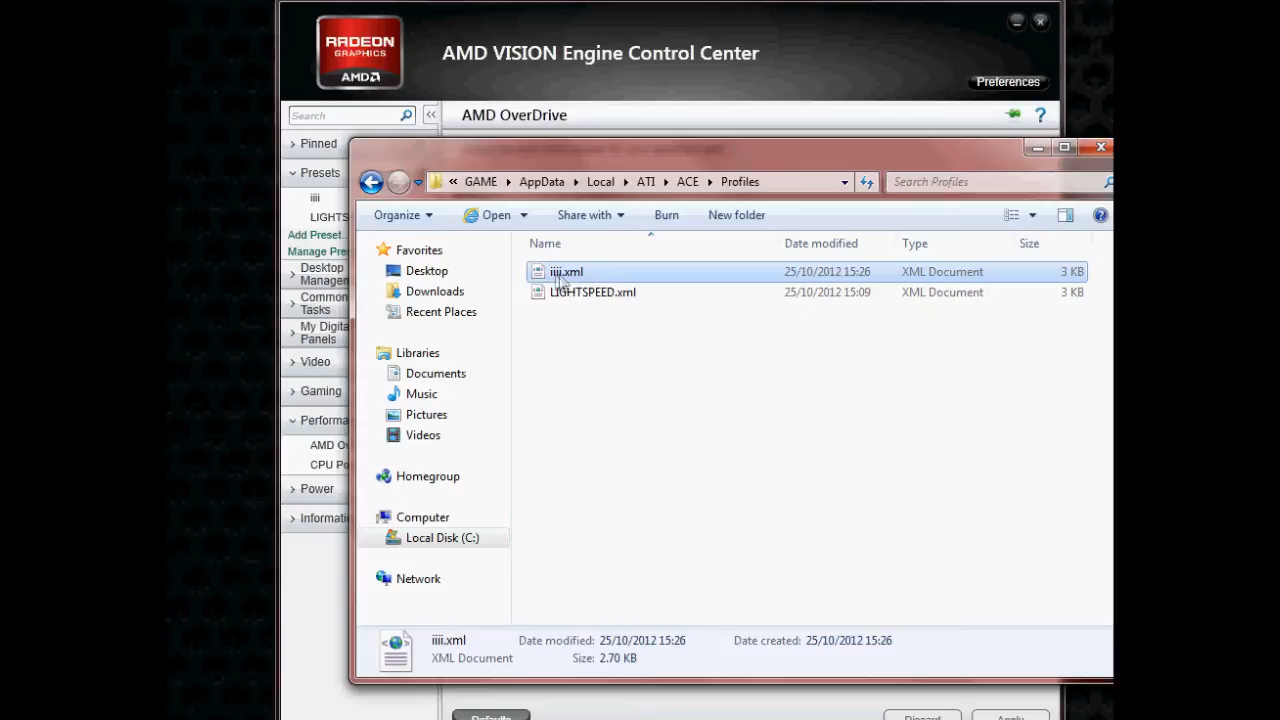 RADEON
GRAPHICS
AMD
AMD VISION Engine Control Center
Preferences
Search
AMD OverDrive
Pinned
Presets
iiii
LIGHTS
Add Preset..
Manage Pres
Desktop
Managen
Common
Tasks
My Digita
Panels
Video
Gaming
Performa
AMD Ov
CPU Po
Power
Informati
GAME
AppData
Local
ATI
ACE
Profiles
Search Profiles
Organize
Open
Share with
Burn
New folder
Favorites
Desktop
Downloads
Recent Places
Libraries
Documents
Music
Pictures
Videos
Homegroup
Computer
Local Disk (C:)
Network
Name Date modified Type Size
iiii.xml 25/10/2012 15:26 XML Document 3 KB
LIGHTSPEED.xml 25/10/2012 15:09 XML Document 3 KB
iiii.xml Date modified: 25/10/2012 15:26 Date created: 25/10/2012 15:26
XML Document Size: 2.70 KB
Defaults
Discard
Apply